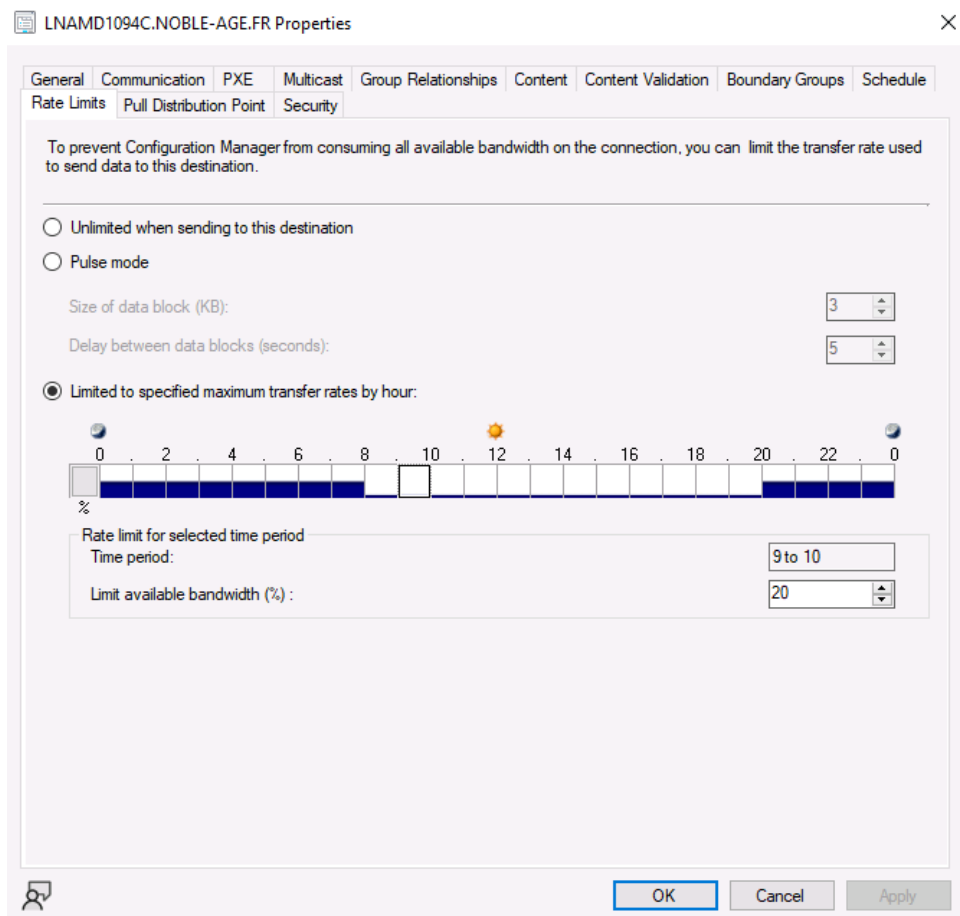 LNAMD1094C.NOBLE-AGE.FR Properties
General Communication PXE Multicast Group Relationships Content Content Validation Boundary Groups Schedule
Rate Limits Pull Distribution Point Security
To prevent Configuration Manager from consuming all available bandwidth on the connection, you can limit the transfer rate used
to send data to this destination.
Unlimited when sending to this destination
Pulse mode
Size of data block (KB): 3
Delay between data blocks (seconds): 5
Limited to specified maximum transfer rates by hour:
0 . 2 . 4 . 6 . 8 . 10 . 12 . 14 . 16 . 18 . 20 . 22 . 0
%
Rate limit for selected time period
Time period: 9 to 10
Limit available bandwidth (%) : 20
OK Cancel Apply